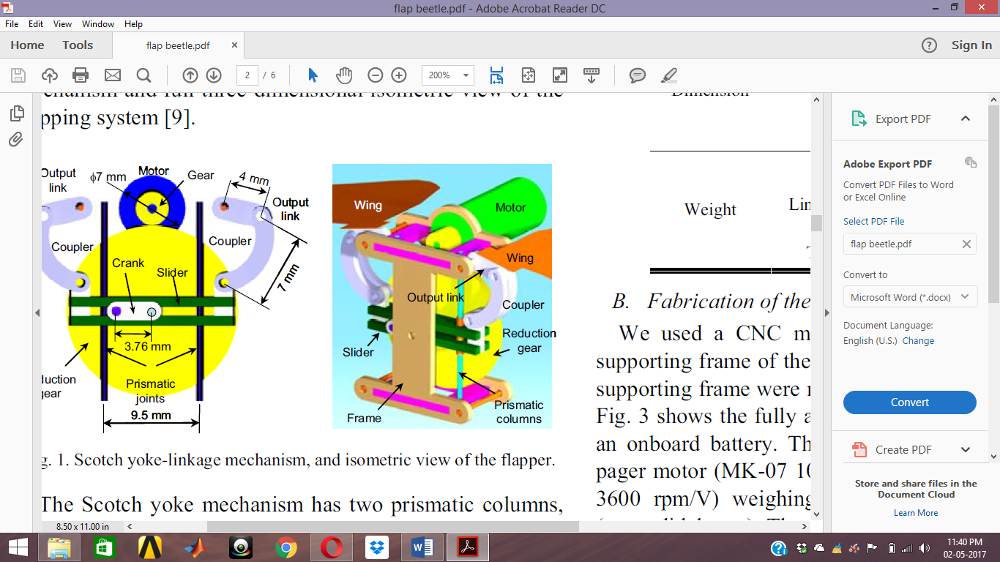 flap beetle.pdf - Adobe Acrobat Reader DC
File Edit View Window Help
Home Tools flap beetle.pdf × ? Sign In
2 / 6 200%
pping system [9].
Output
link
ϕ7 mm
Motor
Gear
4 mm
Output
link
Coupler
Coupler
Crank
Slider
7 mm
3.76 mm
duction
gear
Prismatic
joints
9.5 mm
Wing
Motor
Wing
Output link
Coupler
Slider
Reduction
gear
Frame
Prismatic
columns
g. 1. Scotch yoke-linkage mechanism, and isometric view of the flapper.
The Scotch yoke mechanism has two prismatic columns,
Dimension
Weight
Lin
B. Fabrication of the
We used a CNC m
supporting frame of the
supporting frame were
Fig. 3 shows the fully a
an onboard battery. Th
pager motor (MK-07 10
3600 rpm/V) weighing
Export PDF
Adobe Export PDF
Convert PDF Files to Word
or Excel Online
Select PDF File
flap beetle.pdf
Convert to
Microsoft Word (*.docx)
Document Language:
English (U.S.) Change
Convert
Create PDF
Store and share files in the
Document Cloud
Learn More
8.50 x 11.00 in
11:40 PM
02-05-2017